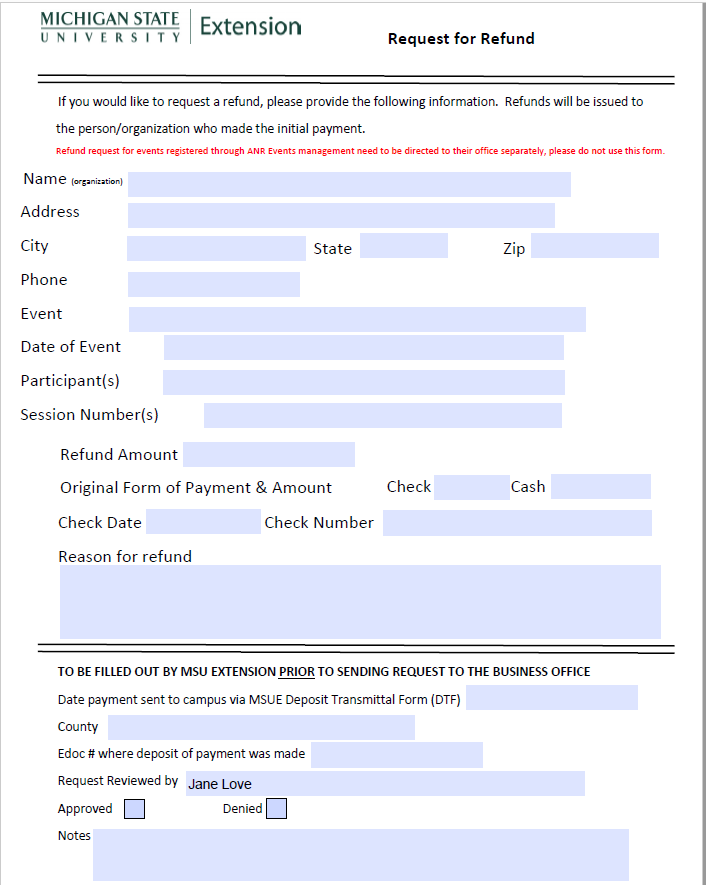 MICHIGAN STATE
UNIVERSITY
Extension
Request for Refund
If you would like to request a refund, please provide the following information. Refunds will be issued to
the person/organization who made the initial payment.
Refund request for events registered through ANR Events management need to be directed to their office separately, please do not use this form.
Name (organization)
Address
City State Zip
Phone
Event
Date of Event
Participant(s)
Session Number(s)
Refund Amount
Original Form of Payment & Amount Check Cash
Check Date Check Number
Reason for refund
TO BE FILLED OUT BY MSU EXTENSION PRIOR TO SENDING REQUEST TO THE BUSINESS OFFICE
Date payment sent to campus via MSUE Deposit Transmittal Form (DTF)
County
Edoc # where deposit of payment was made
Request Reviewed by Jane Love
Approved Denied
Notes